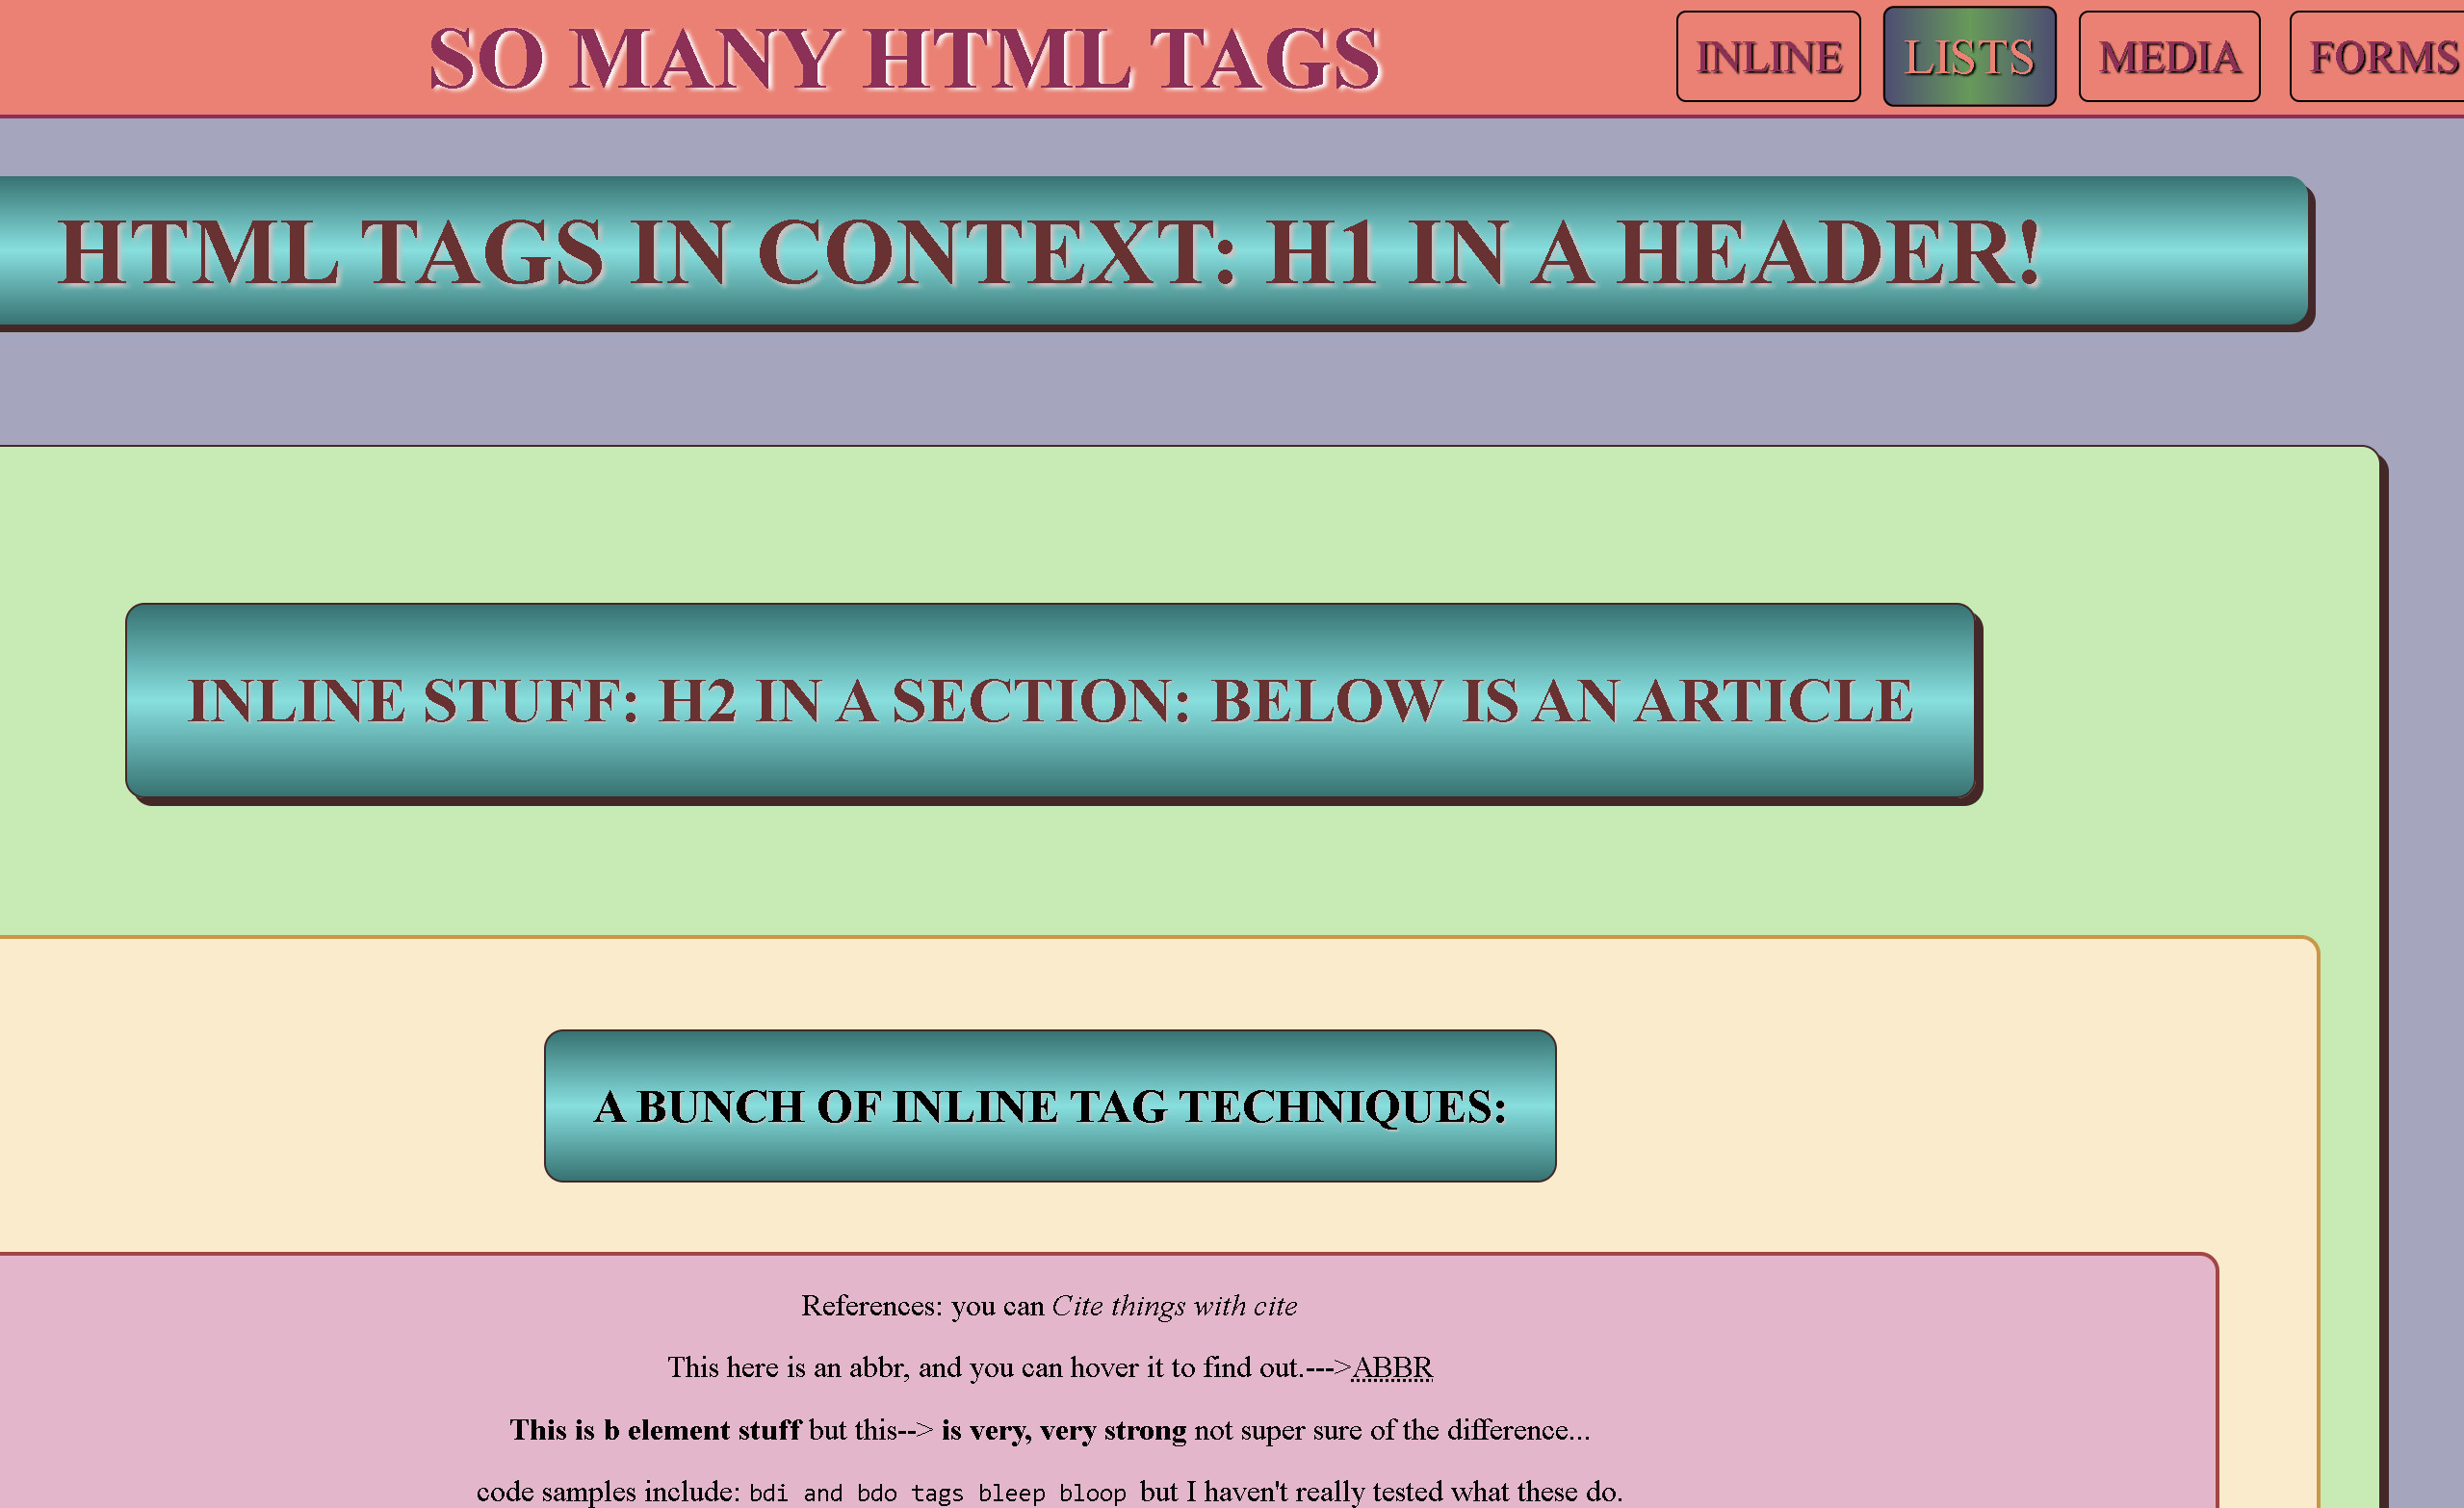 SO MANY HTML TAGS
INLINE
LISTS
MEDIA
FORMS
HTML TAGS IN CONTEXT: H1 IN A HEADER!
INLINE STUFF: H2 IN A SECTION: BELOW IS AN ARTICLE
A BUNCH OF INLINE TAG TECHNIQUES:
References: you can Cite things with cite
This here is an abbr, and you can hover it to find out.--->ABBR
This is b element stuff but this--> is very, very strong not super sure of the difference...
code samples include: bdi and bdo tags bleep bloop but I haven't really tested what these do.